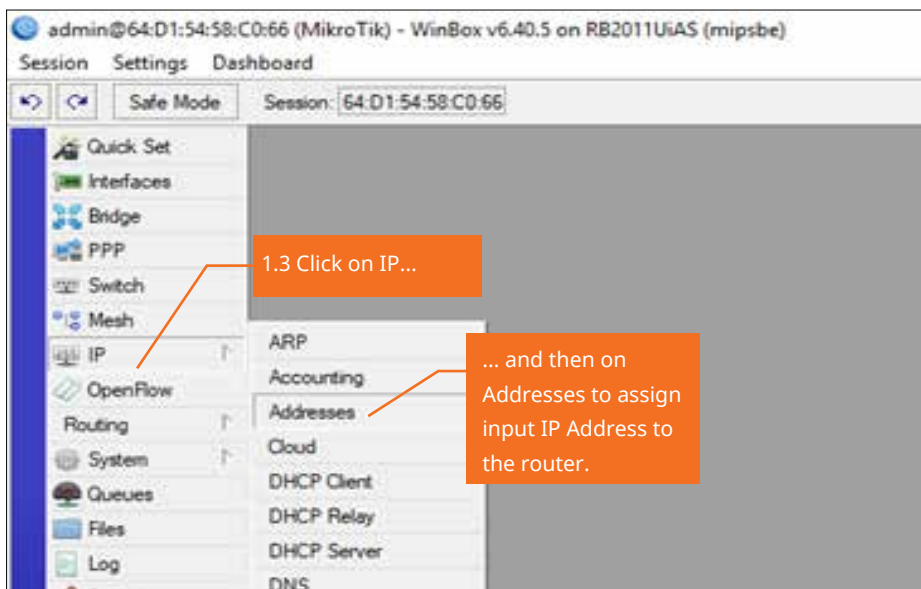 admin@64:D1:54:58:C0:66 (MikroTik) - WinBox v6.40.5 on RB2011UiAS (mipsbe)
Session Settings Dashboard
Safe Mode Session: 64:D1:54:58:C0:66
Quick Set
Interfaces
Bridge
PPP
Switch
Mesh
IP
OpenFlow
Routing
System
Queues
Files
Log
1.3 Click on IP...
ARP
Accounting
Addresses
Cloud
DHCP Client
DHCP Relay
DHCP Server
DNS
... and then on
Addresses to assign
input IP Address to
the router.